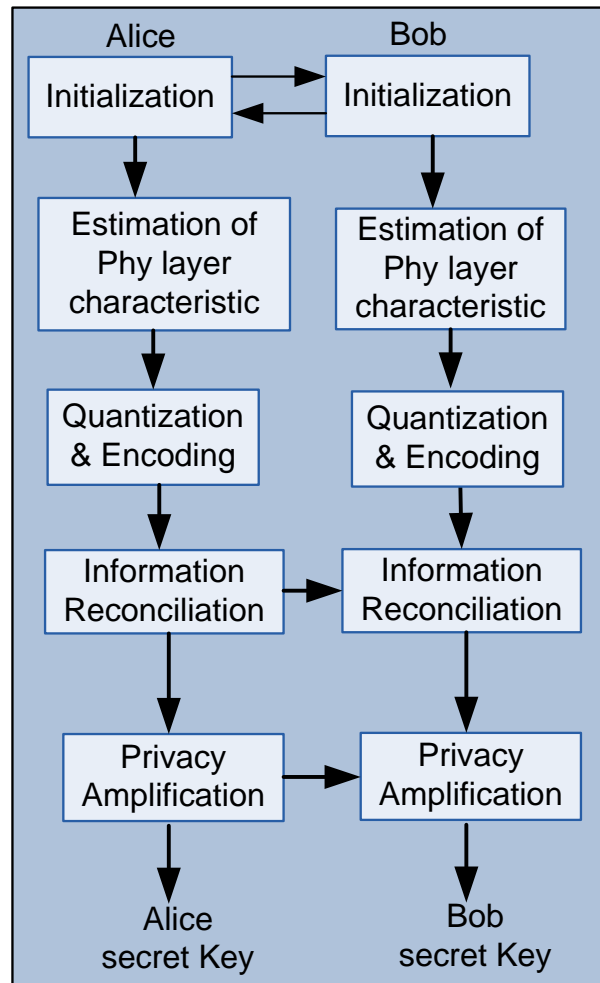 Alice
Bob
Initialization
Initialization
Estimation of
Phy layer
characteristic
Estimation of
Phy layer
characteristic
Quantization
& Encoding
Quantization
& Encoding
Information
Reconciliation
Information
Reconciliation
Privacy
Amplification
Privacy
Amplification
Alice
secret Key
Bob
secret Key